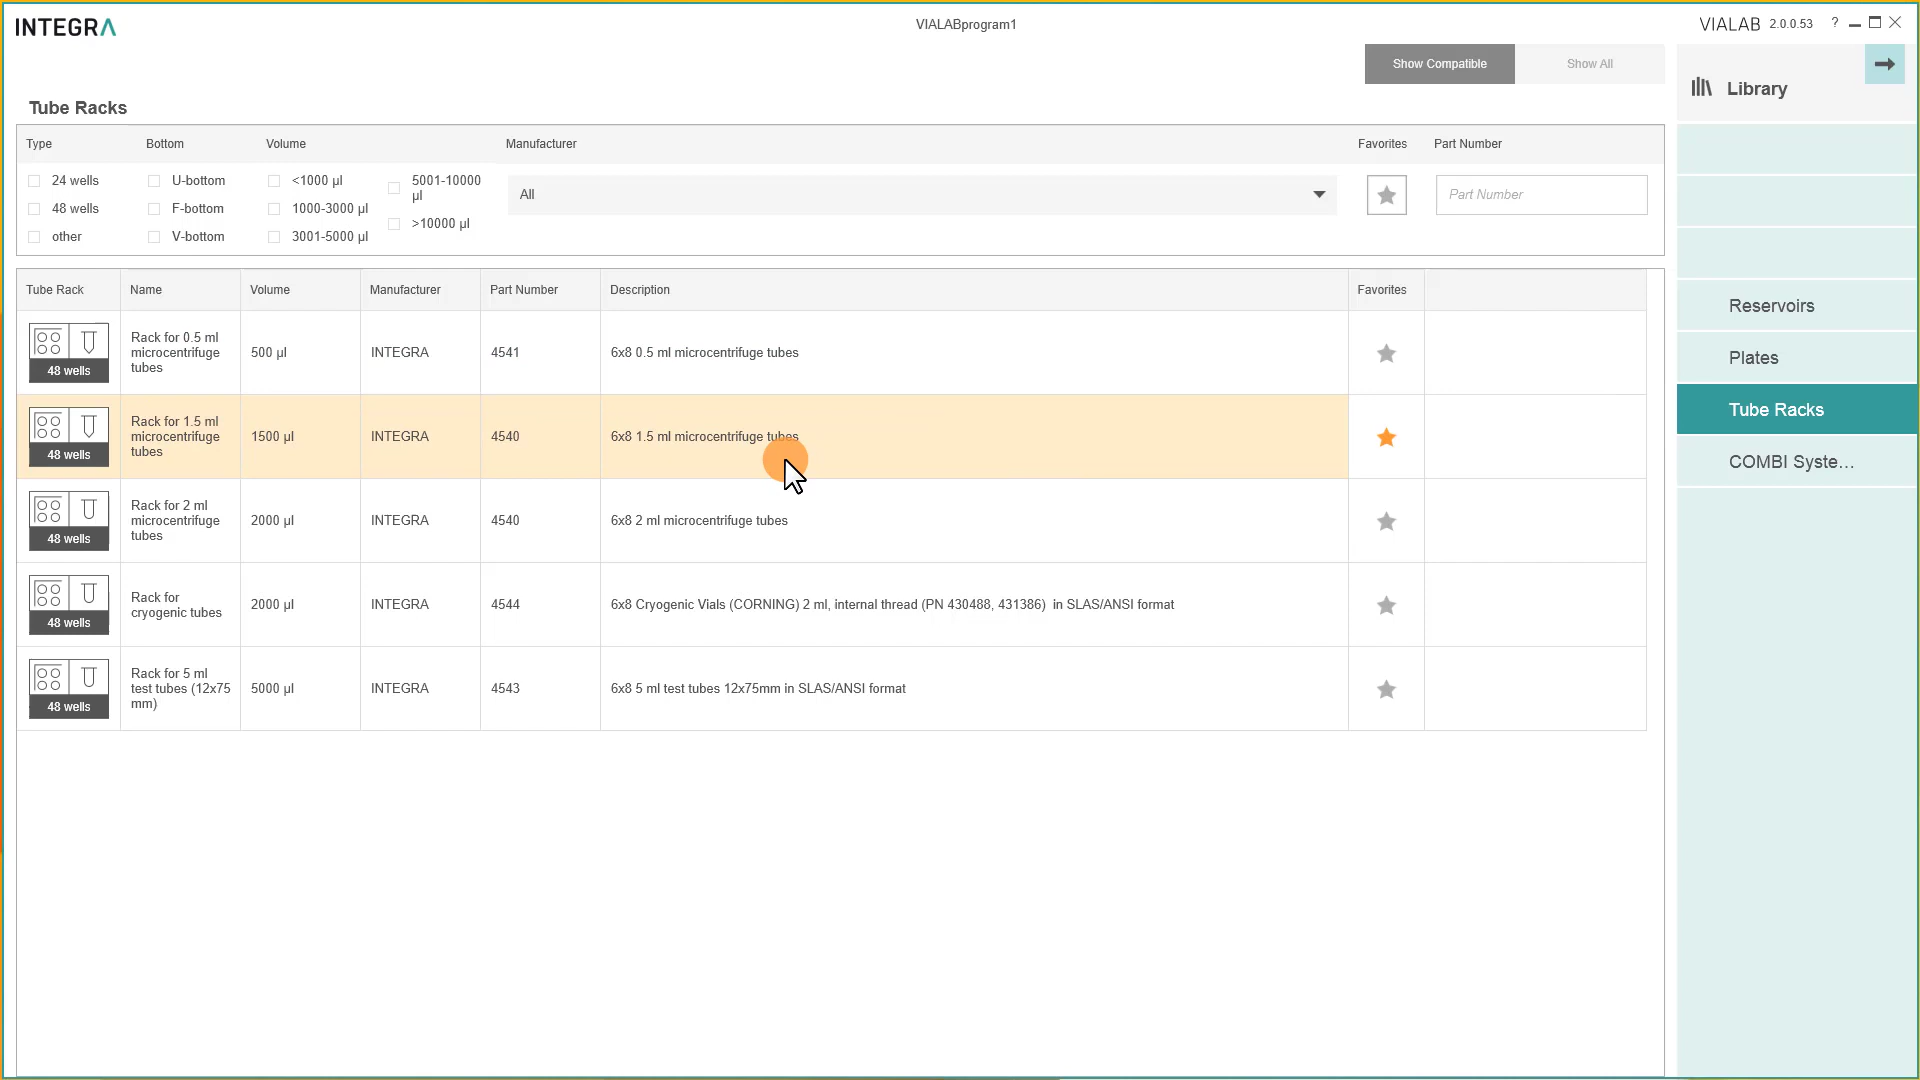 INTEGRA
VIALABprogram1
VIALAB 2.0.0.53 ?
Show Compatible
Show All
Library
Tube Racks
Type
Bottom
Volume
Manufacturer
Favorites
Part Number
24 wells
48 wells
other
U-bottom
F-bottom
V-bottom
<1000 µl
1000-3000 µl
3001-5000 µl
5001-10000
µl
>10000 µl
All
Part Number
Tube Rack
Name
Volume
Manufacturer
Part Number
Description
Favorites
48 wells
Rack for 0.5 ml
microcentrifuge
tubes
500 µl
INTEGRA
4541
6x8 0.5 ml microcentrifuge tubes
48 wells
Rack for 1.5 ml
microcentrifuge
tubes
1500 µl
INTEGRA
4540
6x8 1.5 ml microcentrifuge tubes
48 wells
Rack for 2 ml
microcentrifuge
tubes
2000 µl
INTEGRA
4540
6x8 2 ml microcentrifuge tubes
48 wells
Rack for
cryogenic tubes
2000 µl
INTEGRA
4544
6x8 Cryogenic Vials (CORNING) 2 ml, internal thread (PN 430488, 431386)  in SLAS/ANSI format
48 wells
Rack for 5 ml
test tubes (12x75
mm)
5000 µl
INTEGRA
4543
6x8 5 ml test tubes 12x75mm in SLAS/ANSI format
Reservoirs
Plates
Tube Racks
COMBI Syste...